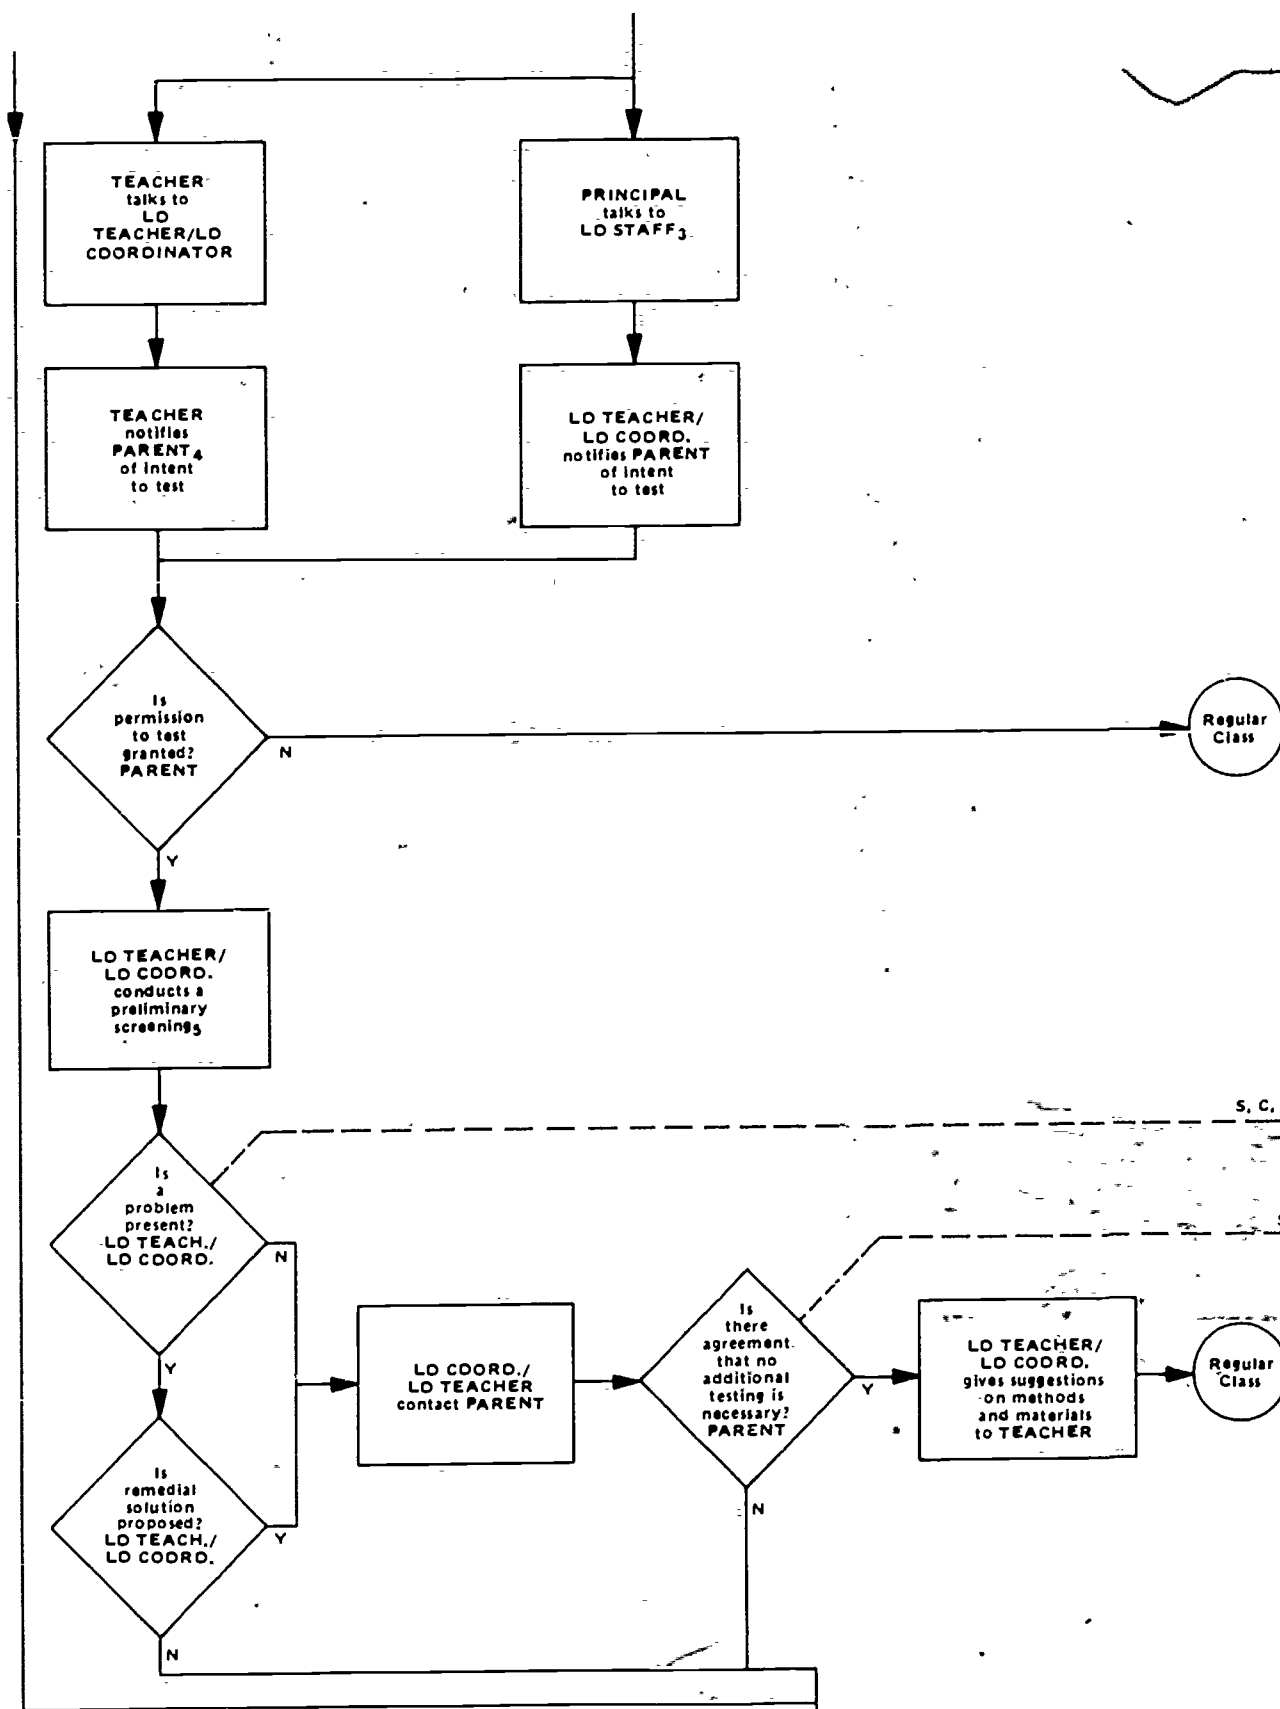 TEACHER
talks to
LD
TEACHER/LD
COORDINATOR
PRINCIPAL
talks to
LD STAFF3
TEACHER
notifies
PARENT4
of intent
to test
LD TEACHER/
LD COORD.
notifies PARENT
of intent
to test
Is
permission
to test
granted?
PARENT
N
Regular
Class
Y
LD TEACHER/
LD COORD.
conducts a
preliminary
screening5
S, C,
Is
a
problem
present?
LD TEACH./
LD COORD.
N
Y
LD COORD./
LD TEACHER
contact PARENT
Is
there
agreement
that no
additional
testing is
necessary?
PARENT
Y
N
LD TEACHER/
LD COORD.
gives suggestions
on methods
and materials
to TEACHER
Regular
Class
Is
remedial
solution
proposed?
LD TEACH./
LD COORD.
Y
N